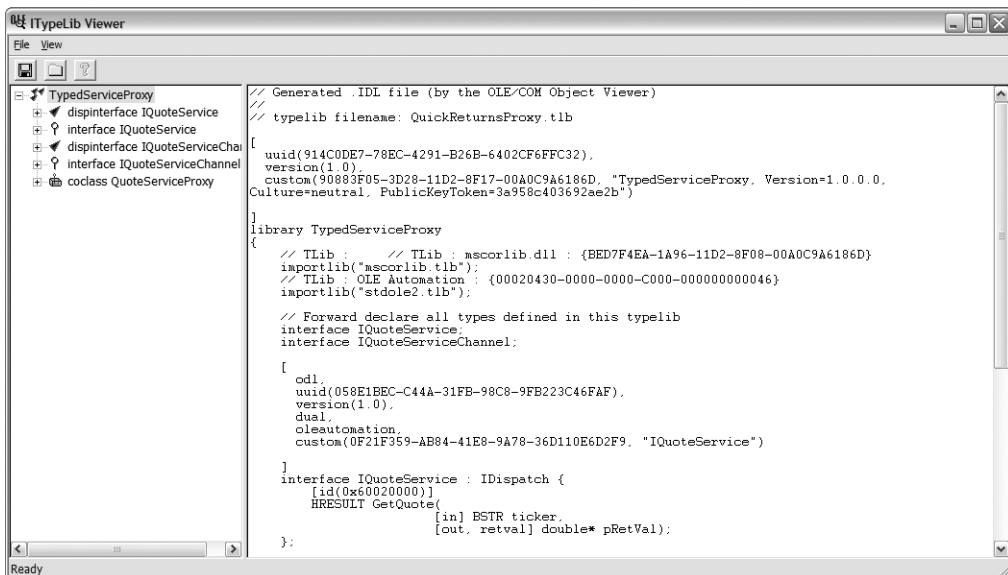 ITypeLib Viewer
File View
TypedServiceProxy
dispinterface IQuoteService
interface IQuoteService
dispinterface IQuoteServiceChan
interface IQuoteServiceChannel
coclass QuoteServiceProxy
// Generated .IDL file (by the OLE/COM Object Viewer)
//
// typelib filename: QuickReturnsProxy.tlb
[
uuid(914C0DE7-78EC-4291-B26B-6402CF6FFC32),
version(1.0),
custom(90883F05-3D28-11D2-8F17-00A0C9A6186D, "TypedServiceProxy, Version=1.0.0.0,
Culture=neutral, PublicKeyToken=3a958c403692ae2b")
]
library TypedServiceProxy
{
// TLib : // TLib : mscorlib.dll : {BED7F4EA-1A96-11D2-8F08-00A0C9A6186D}
importlib("mscorlib.tlb");
// TLib : OLE Automation : {00020430-0000-0000-C000-000000000046}
importlib("stdole2.tlb");
// Forward declare all types defined in this typelib
interface IQuoteService;
interface IQuoteServiceChannel;
[
odl,
uuid(058E1BEC-C44A-31FB-98C8-9FB223C46FAF),
version(1.0),
dual,
oleautomation,
custom(0F21F359-AB84-41E8-9A78-36D110E6D2F9, "IQuoteService")
]
interface IQuoteService : IDispatch {
[id(0x60020000)]
HRESULT GetQuote(
[in] BSTR ticker,
[out, retval] double* pRetVal);
};
Ready